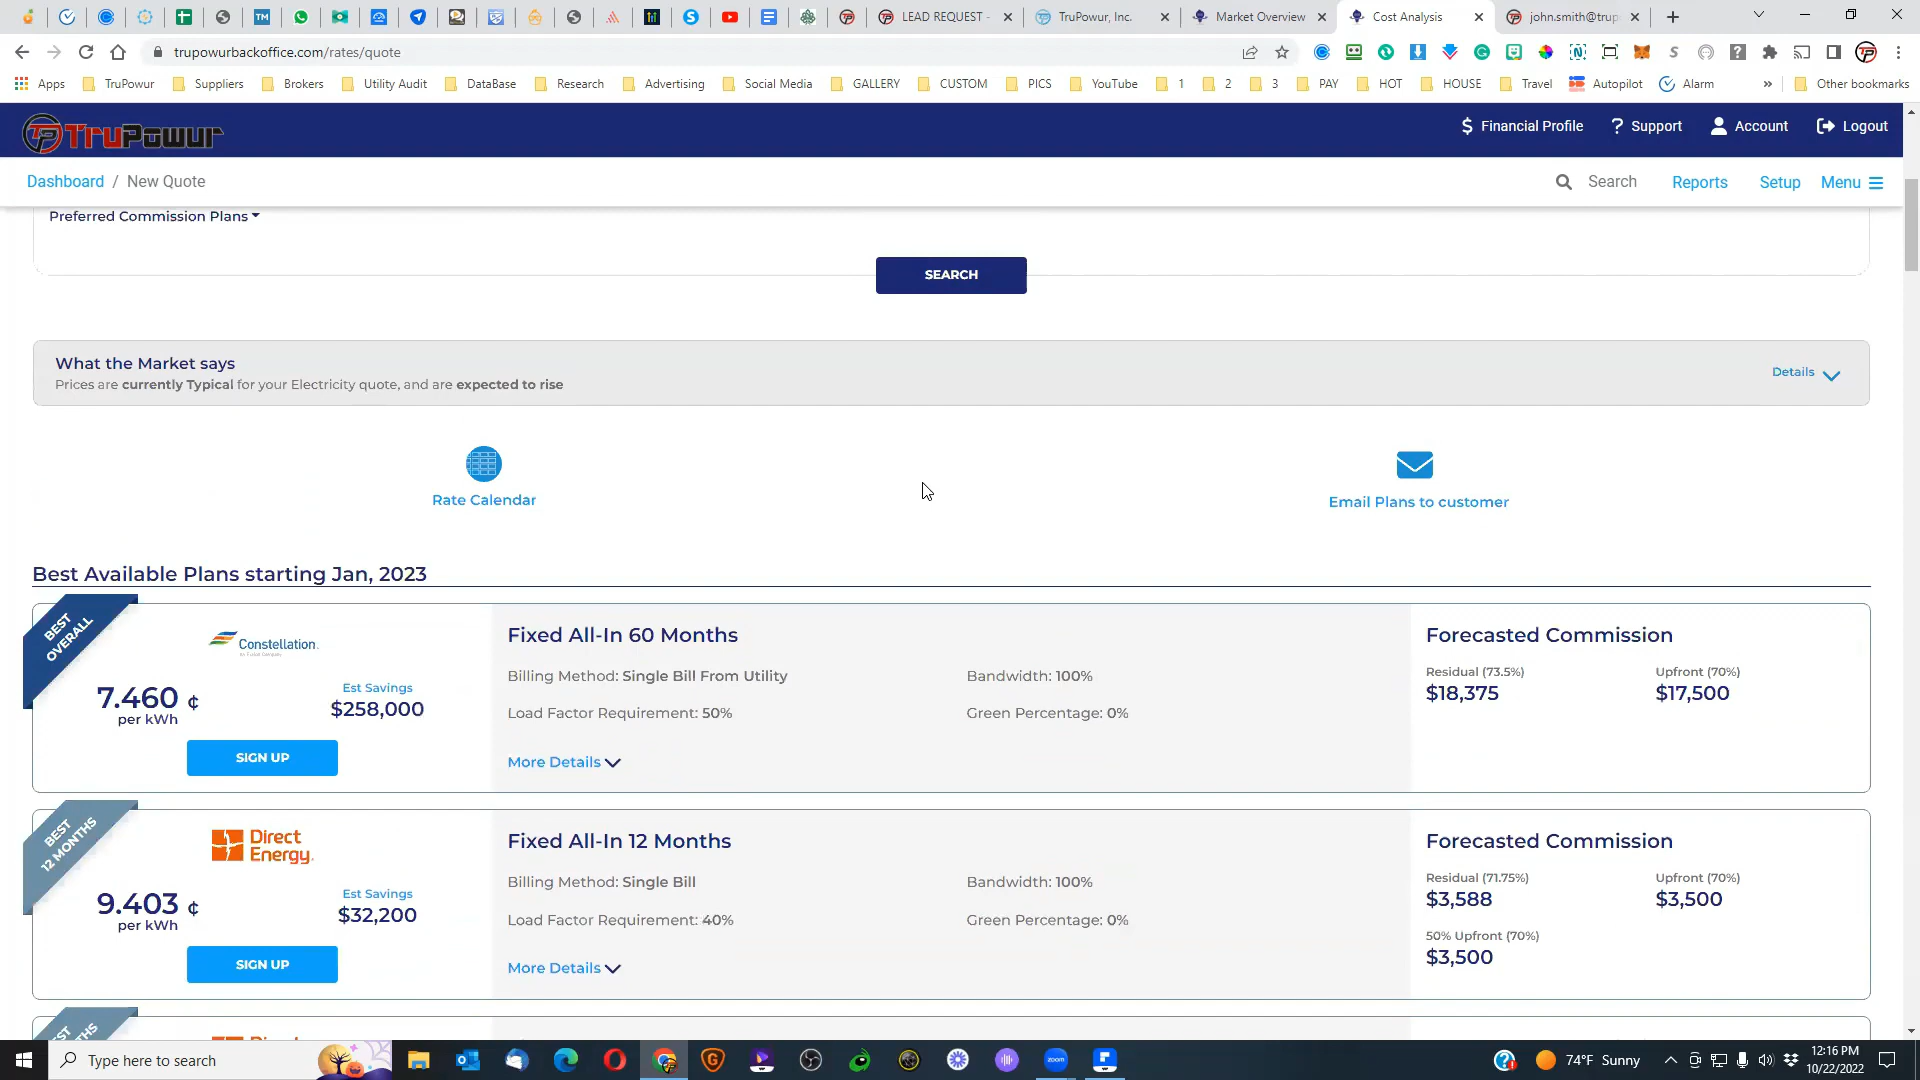 LEAD REQUEST -
TruPowur, Inc.
Market Overview
Cost Analysis
john.smith@trup
trupowurbackoffice.com/rates/quote
Apps
TruPowur
Suppliers
Brokers
Utility Audit
DataBase
Research
Advertising
Social Media
GALLERY
CUSTOM
PICS
YouTube
1
2
3
PAY
HOT
HOUSE
Travel
Autopilot
Alarm
»
Other bookmarks
TruPowur
$ Financial Profile
? Support
Account
Logout
Dashboard / New Quote
Search
Reports
Setup
Menu
Preferred Commission Plans
SEARCH
What the Market says
Prices are currently Typical for your Electricity quote, and are expected to rise
Details
Rate Calendar
Email Plans to customer
Best Available Plans starting Jan, 2023
BEST
OVERALL
Constellation.
7.460 ¢
per kWh
Est Savings
$258,000
SIGN UP
Fixed All-In 60 Months
Billing Method: Single Bill From Utility
Bandwidth: 100%
Load Factor Requirement: 50%
Green Percentage: 0%
More Details
Forecasted Commission
Residual (73.5%)
$18,375
Upfront (70%)
$17,500
BEST
12 MONTHS
Direct
Energy.
9.403 ¢
per kWh
Est Savings
$32,200
SIGN UP
Fixed All-In 12 Months
Billing Method: Single Bill
Bandwidth: 100%
Load Factor Requirement: 40%
Green Percentage: 0%
More Details
Forecasted Commission
Residual (71.75%)
$3,588
Upfront (70%)
$3,500
50% Upfront (70%)
$3,500
Type here to search
zoom
74°F Sunny
12:16 PM
10/22/2022